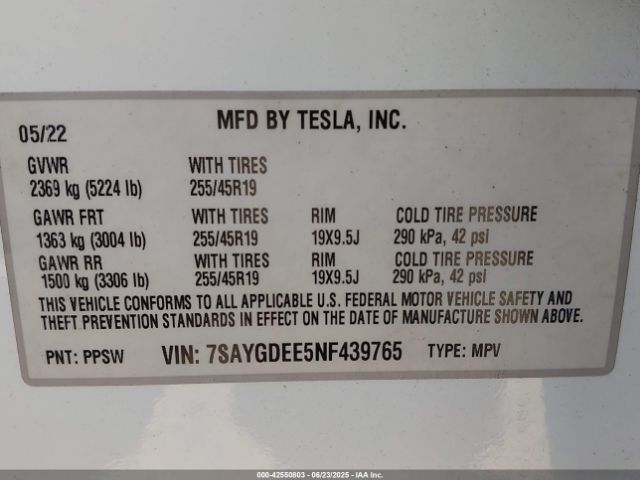 MFD BY TESLA, INC.
05/22
GVWR WITH TIRES
2369 kg (5224 lb) 255/45R19
GAWR FRT WITH TIRES RIM COLD TIRE PRESSURE
1363 kg (3004 lb) 255/45R19 19X9.5J 290 kPa, 42 psi
GAWR RR WITH TIRES RIM COLD TIRE PRESSURE
1500 kg (3306 lb) 255/45R19 19X9.5J 290 kPa, 42 psi
THIS VEHICLE CONFORMS TO ALL APPLICABLE U.S. FEDERAL MOTOR VEHICLE SAFETY AND
THEFT PREVENTION STANDARDS IN EFFECT ON THE DATE OF MANUFACTURE SHOWN ABOVE.
PNT: PPSW VIN: 7SAYGDEE5NF439765 TYPE: MPV
000-42550803 - 06/23/2025 - IAA Inc.